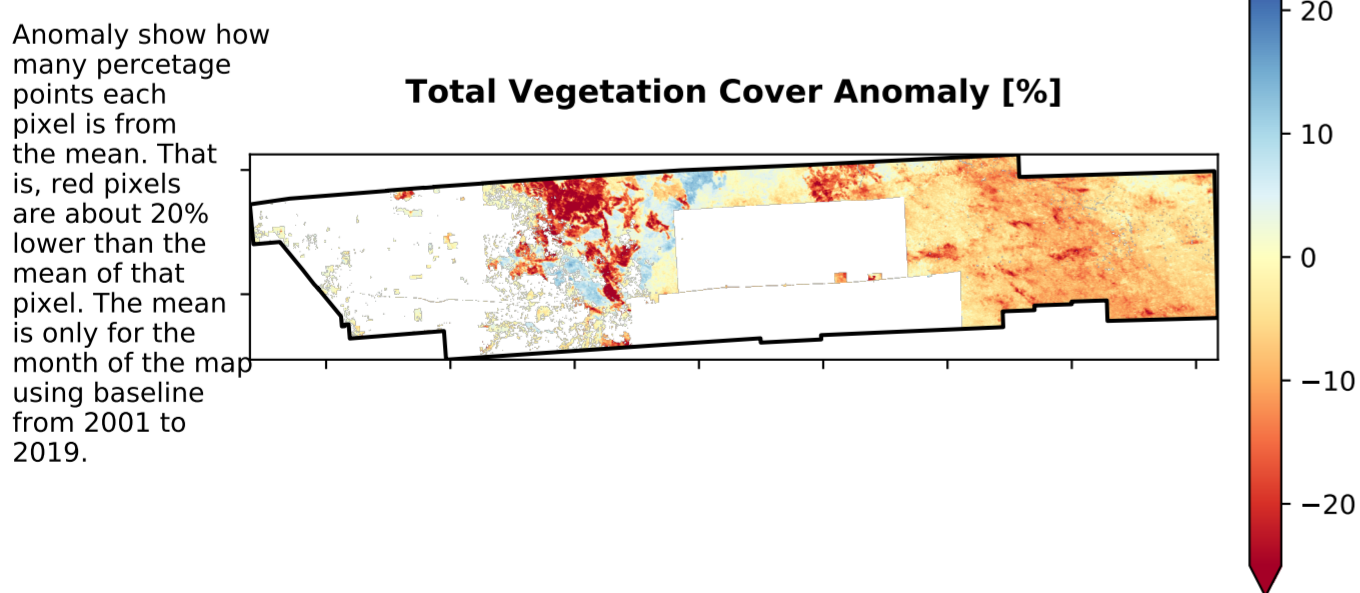 Anomaly show how
many percetage
points each
pixel is from
the mean. That
is, red pixels
are about 20%
lower than the
mean of that
pixel. The mean
is only for the
month of the map
using baseline
from 2001 to
2019.
Total Vegetation Cover Anomaly [%]
20
10
0
−10
−20